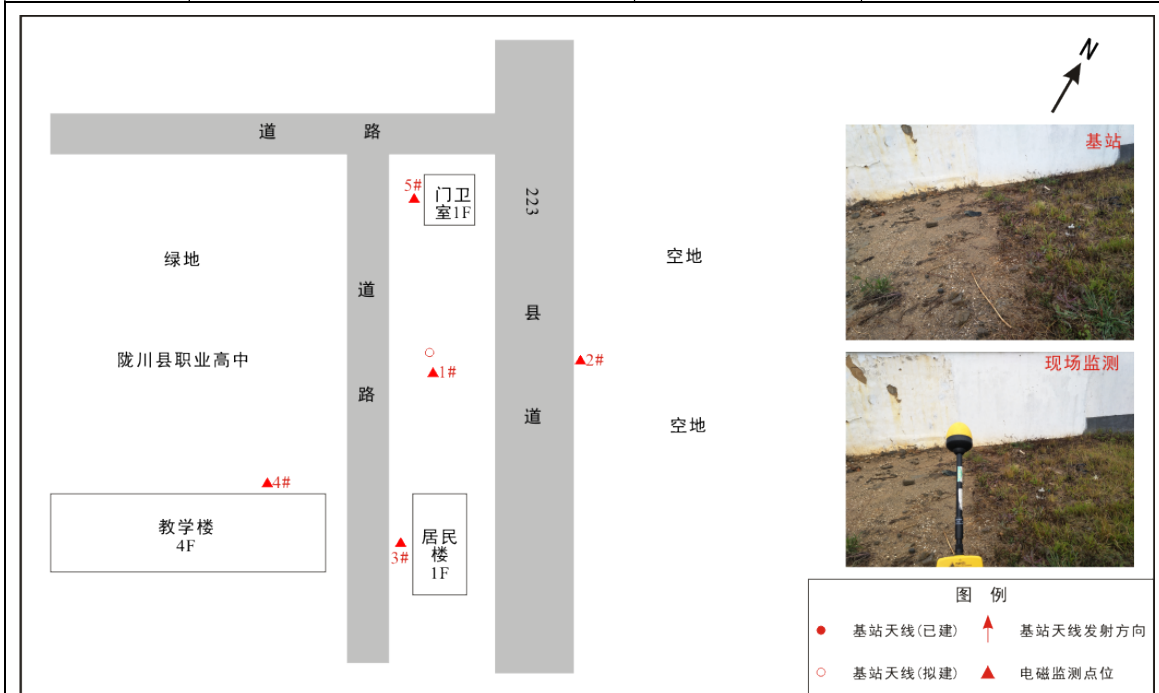 N
基站
道 路
5#
门卫
室1F
223
绿地
空地
道
县
现场监测
陇川县职业高中
1#
2#
路
道
空地
4#
教学楼
4F
3#
居民
楼
1F
图 例
基站天线(已建)
基站天线发射方向
基站天线(拟建)
电磁监测点位